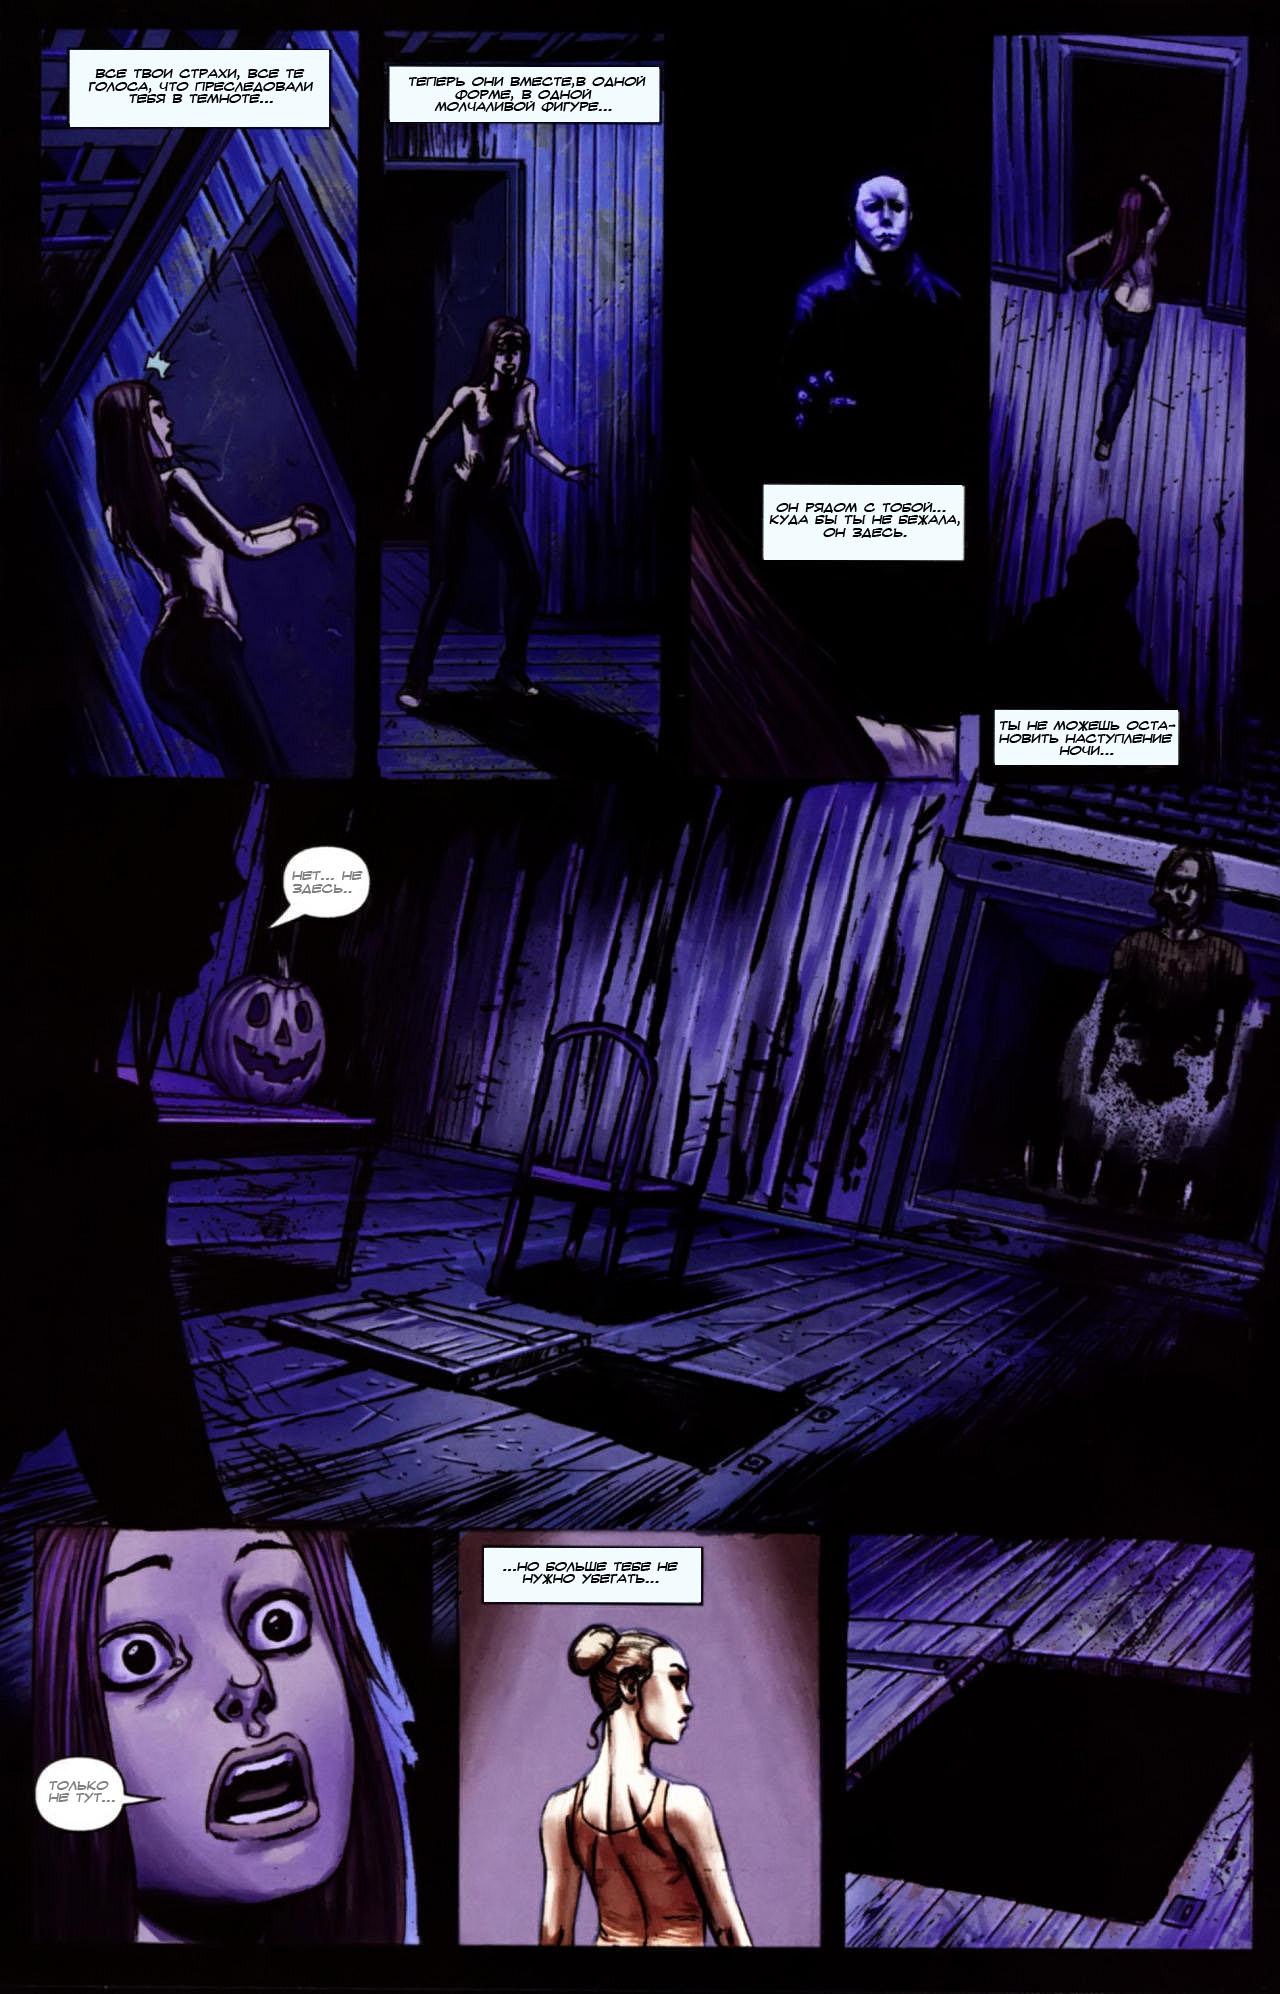 ВСЕ ТВОИ СТРАХИ, ВСЕ ТЕ
ГОЛОСА, ЧТО ПРЕСЛЕДОВАЛИ
ТЕБЯ В ТЕМНОТЕ...
ТЕПЕРЬ ОНИ ВМЕСТЕ,В ОДНОЙ
ФОРМЕ, В ОДНОЙ
МОЛЧАЛИВОЙ ФИГУРЕ...
ОН РЯДОМ С ТОБОЙ...
КУДА БЫ ТЫ НЕ БЕЖАЛА,
ОН ЗДЕСЬ.
ТЫ НЕ МОЖЕШЬ ОСТА-
НОВИТЬ НАСТУПЛЕНИЕ
НОЧИ...
НЕТ... НЕ
ЗДЕСЬ..
ТОЛЬКО
НЕ ТУТ...
...НО БОЛЬШЕ ТЕБЕ НЕ
НУЖНО УБЕГАТЬ...